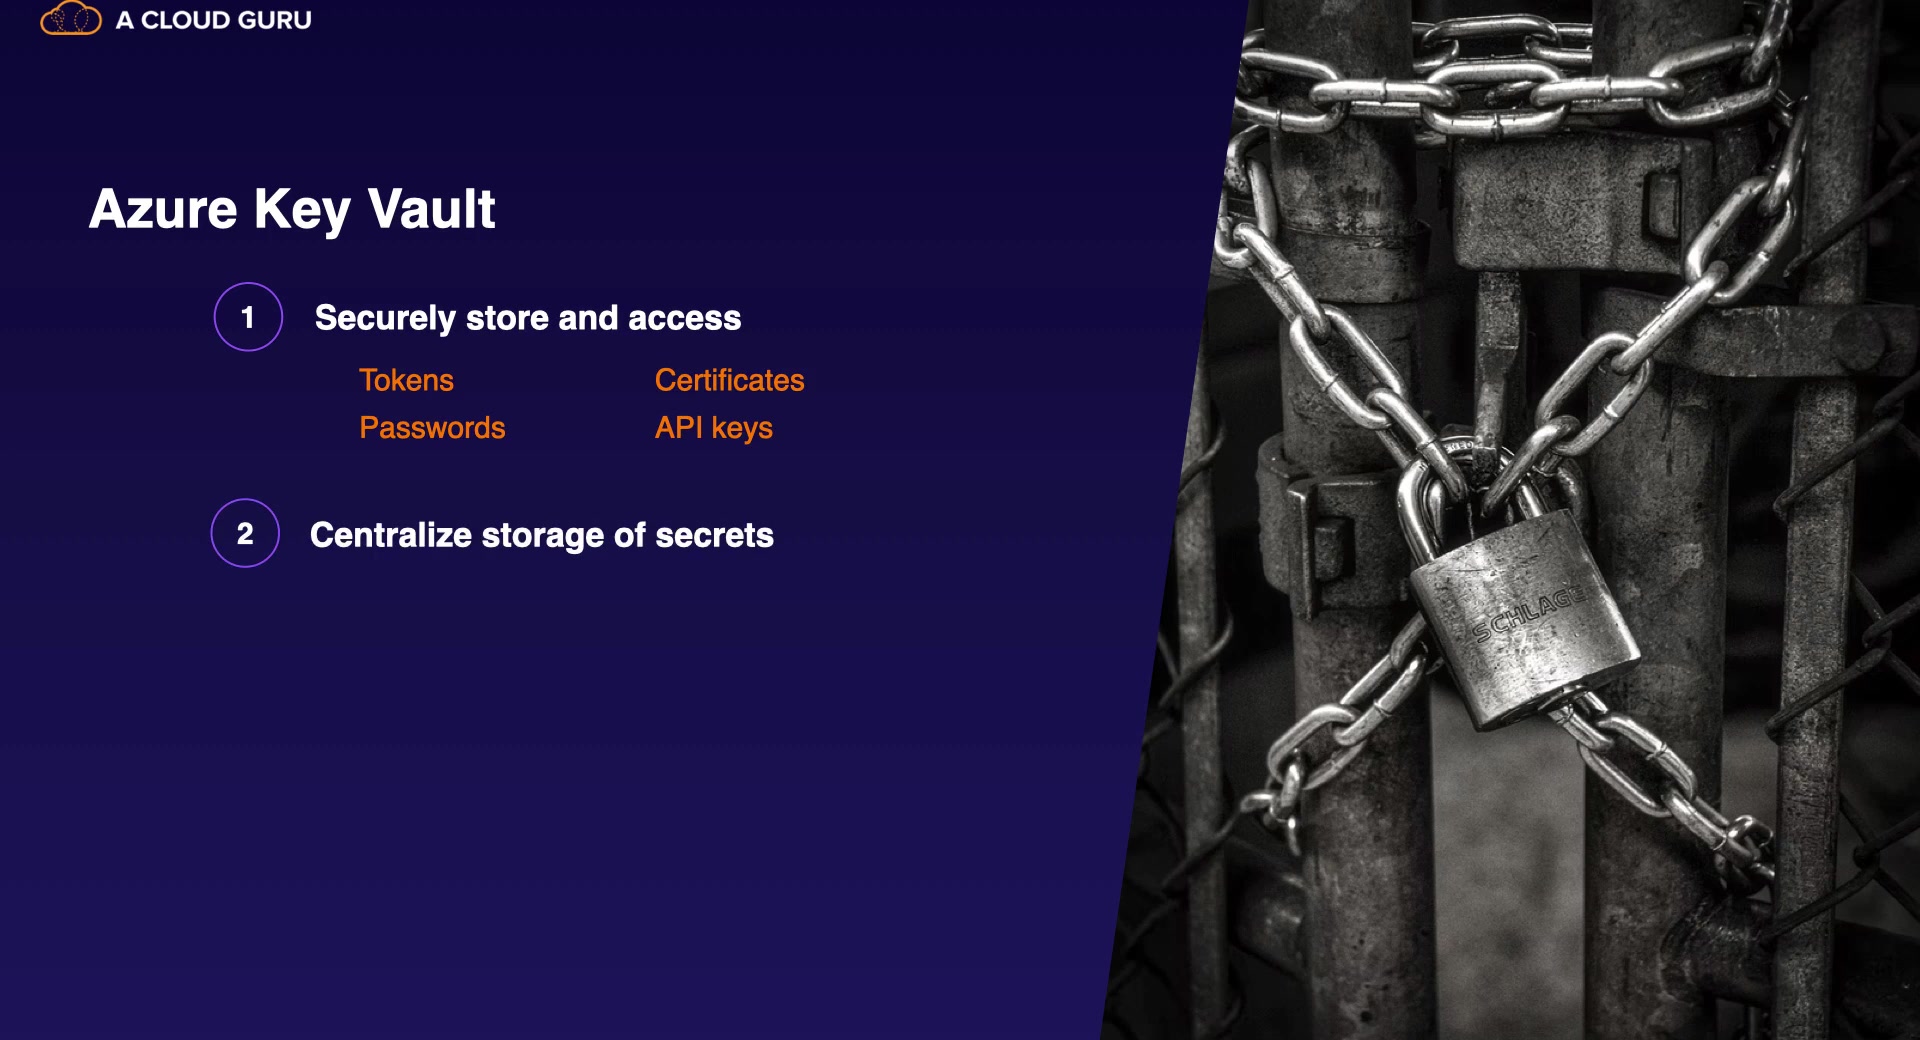 A CLOUD GURU
Azure Key Vault
1 Securely store and access
Tokens Certificates
Passwords API keys
2 Centralize storage of secrets
SCHLAGE